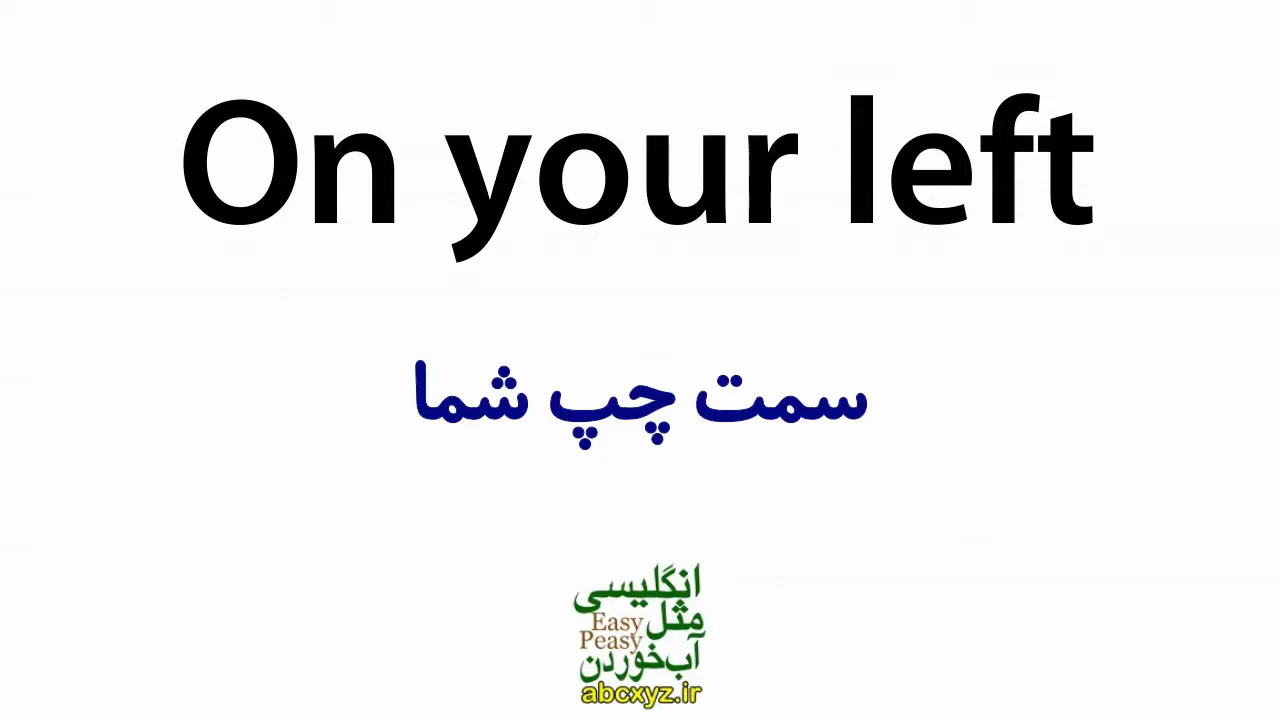 On your left
سمت چپ شما
انگلیسی
مثل
Easy
Peasy
آب خوردن
abcxyz.ir